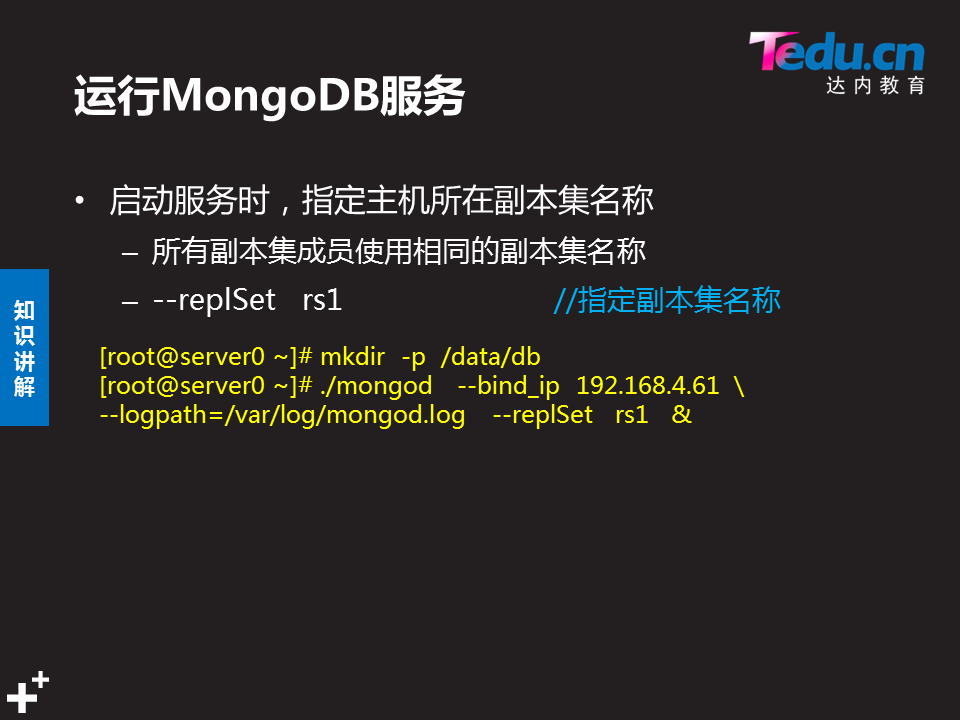 Tedu.cn
达内教育
运行MongoDB服务
• 启动服务时，指定主机所在副本集名称
– 所有副本集成员使用相同的副本集名称
– --replSet rs1 //指定副本集名称
知识讲解
[root@server0 ~]# mkdir -p /data/db
[root@server0 ~]# ./mongod --bind_ip 192.168.4.61 \
--logpath=/var/log/mongod.log --replSet rs1 &